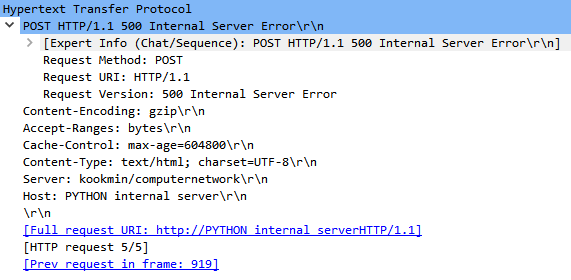 Hypertext Transfer Protocol
POST HTTP/1.1 500 Internal Server Error\r\n
[Expert Info (Chat/Sequence): POST HTTP/1.1 500 Internal Server Error\r\n]
Request Method: POST
Request URI: HTTP/1.1
Request Version: 500 Internal Server Error
Content-Encoding: gzip\r\n
Accept-Ranges: bytes\r\n
Cache-Control: max-age=604800\r\n
Content-Type: text/html; charset=UTF-8\r\n
Server: kookmin/computernetwork\r\n
Host: PYTHON internal server\r\n
\r\n
[Full request URI: http://PYTHON internal serverHTTP/1.1]
[HTTP request 5/5]
[Prev request in frame: 919]